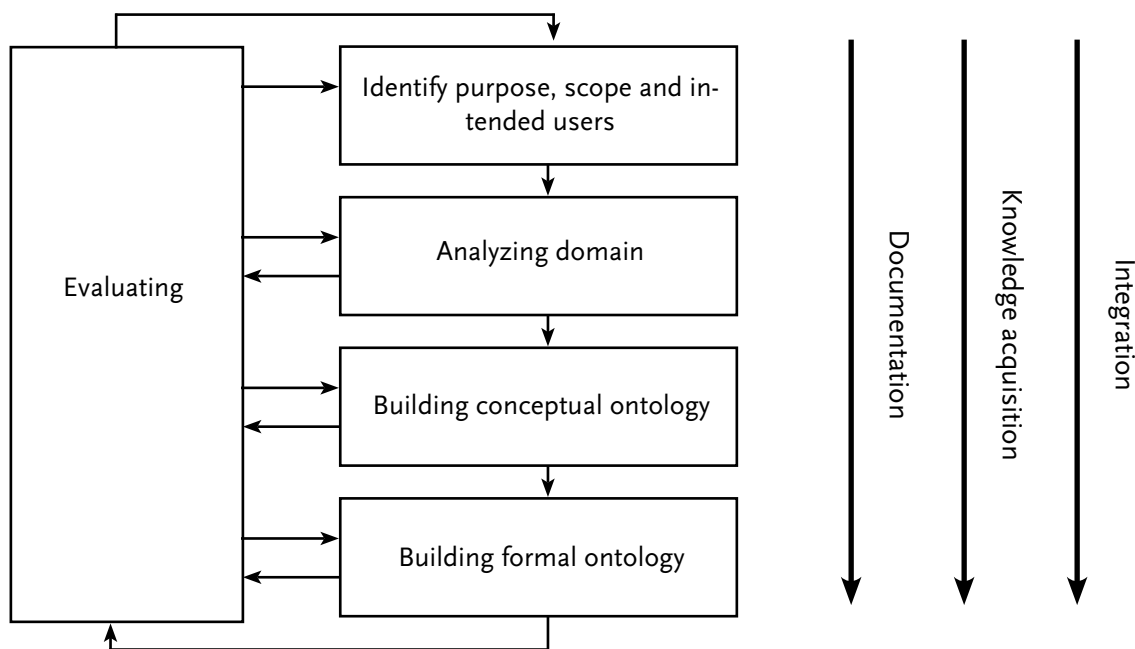 Identify purpose, scope and in-
tended users
Evaluating
Analyzing domain
Building conceptual ontology
Building formal ontology
Documentation
Knowledge acquisition
Integration